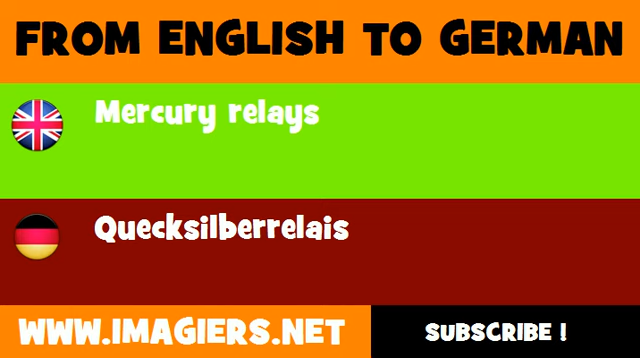 FROM ENGLISH TO GERMAN
Mercury relays
Quecksilberrelais
WWW.IMAGIERS.NET
SUBSCRIBE !